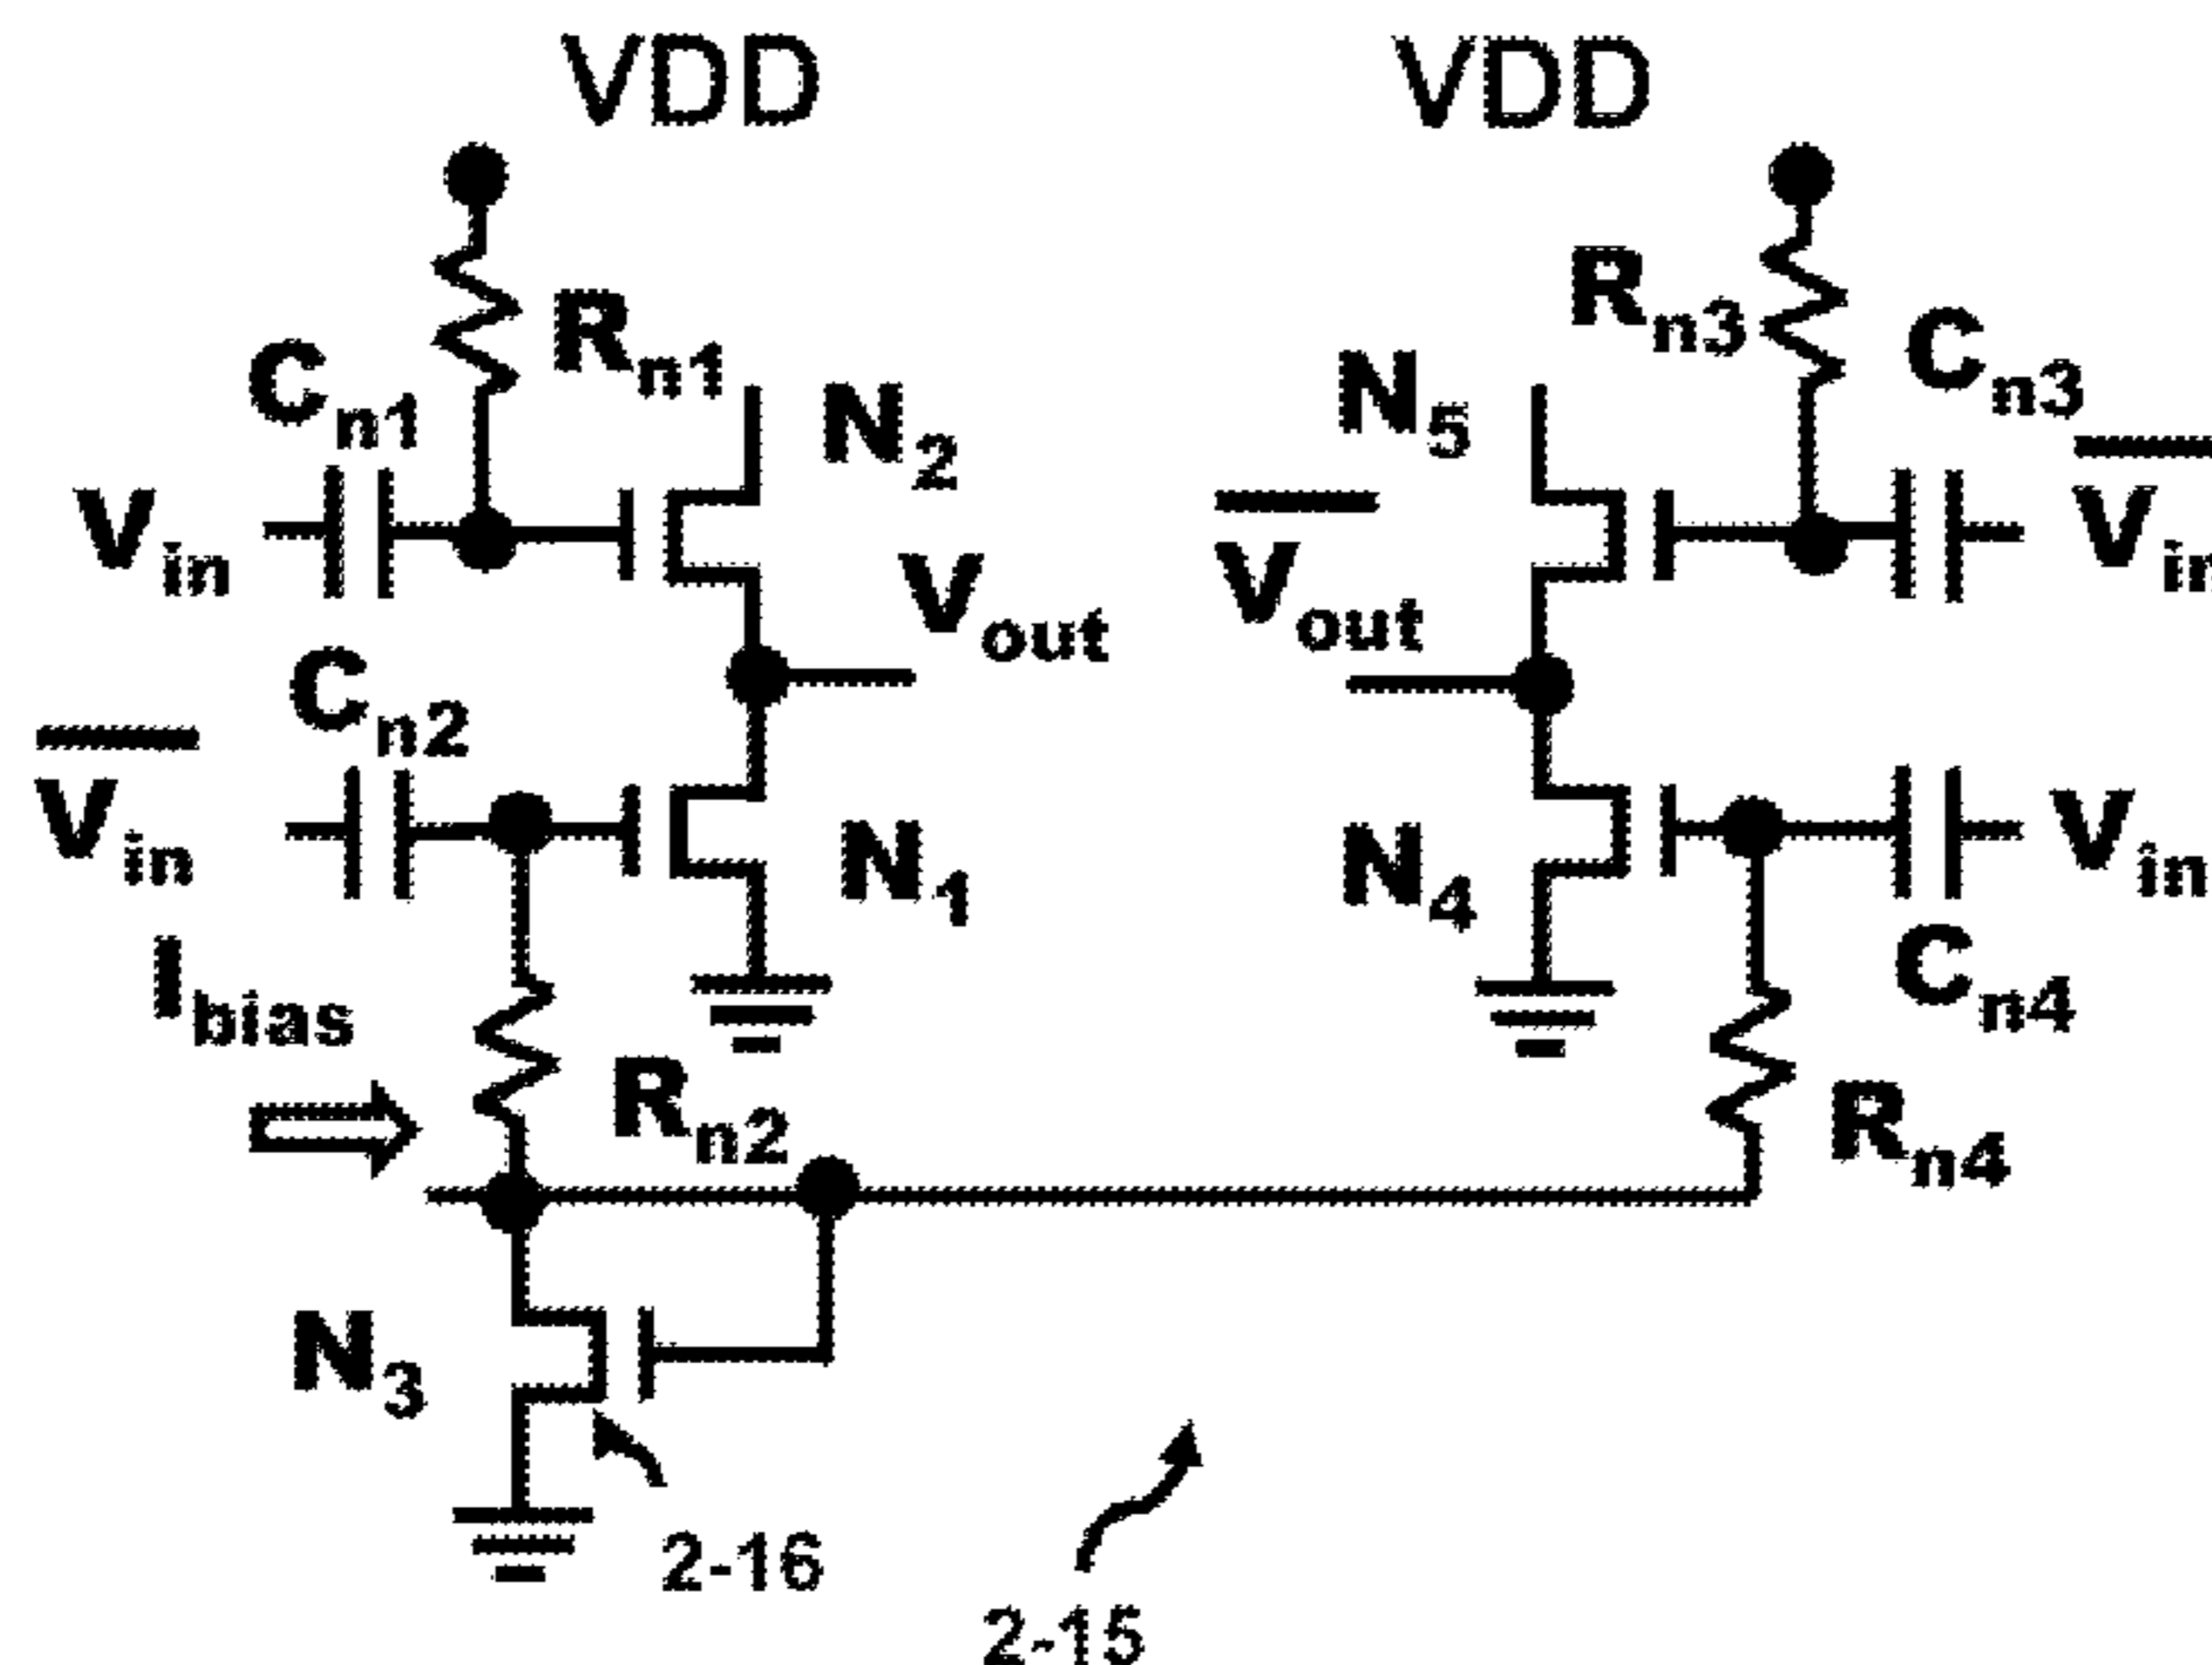 VDD
VDD
Rn1
Rn3
Cn1
Cn3
N2
N5
Vin
Vout
Vout
Vin
Cn2
Vin
N1
N4
Vin
Ibias
Cn4
Rn2
Rn4
N3
2-16
2-15